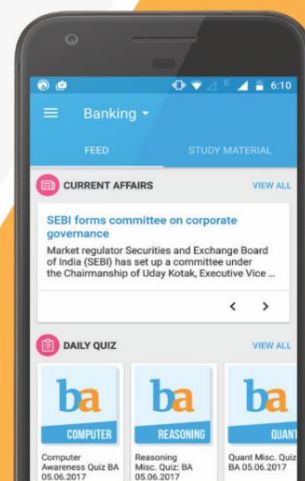 6:10
Banking
FEED STUDY MATERIAL
CURRENT AFFAIRS VIEW ALL
SEBI forms committee on corporate
governance
Market regulator Securities and Exchange Board
of India (SEBI) has set up a committee under
the Chairmanship of Uday Kotak, Executive Vice ...
DAILY QUIZ VIEW ALL
ba ba ba
COMPUTER REASONING QUANT
Computer
Awareness Quiz BA
05.06.2017
Reasoning
Misc. Quiz: BA
05.06.2017
Quant Misc. Quiz
BA 05.06.2017